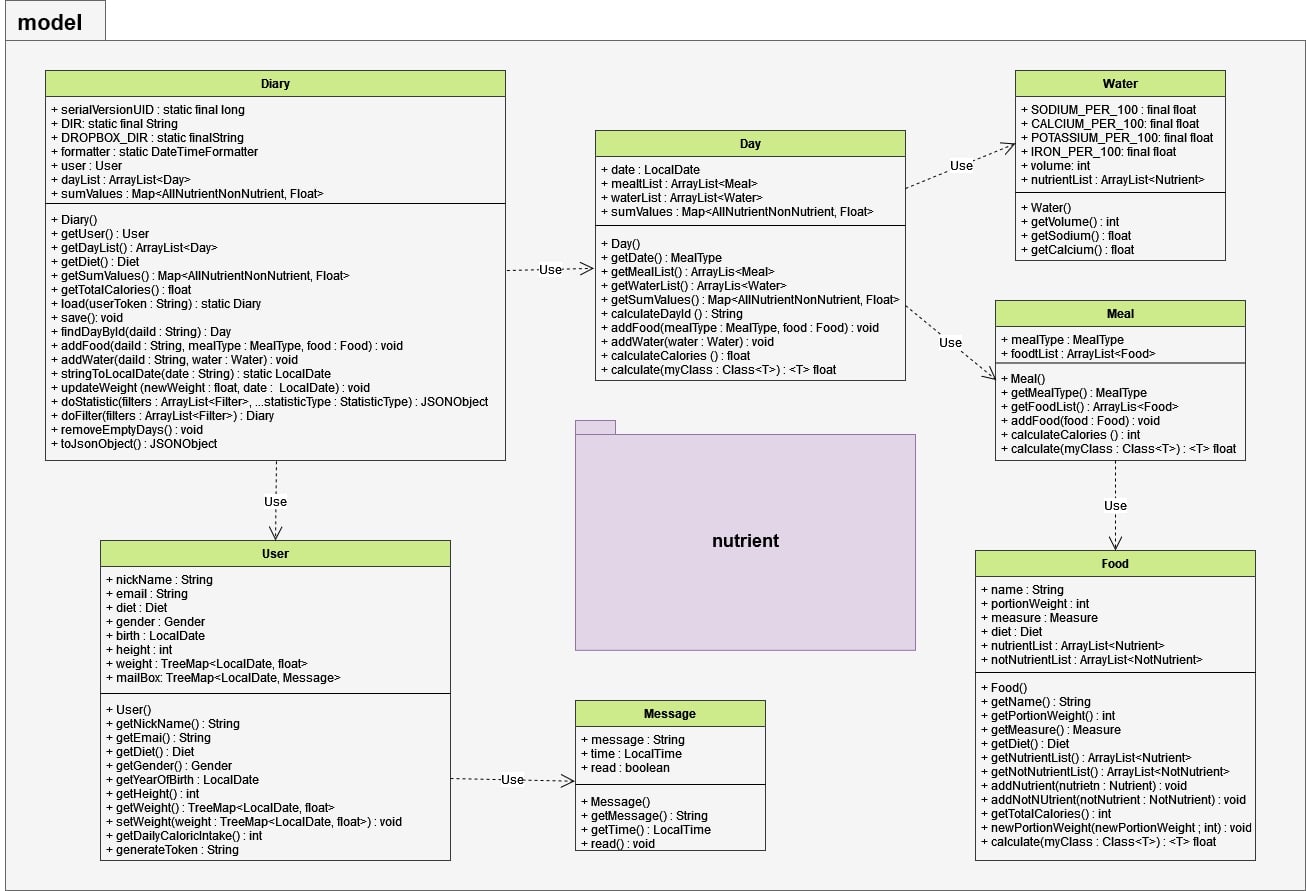 model
Diary
+ serialVersionUID : static final long
+ DIR: static final String
+ DROPBOX_DIR : static finalString
+ formatter : static DateTimeFormatter
+ user : User
+ dayList : ArrayList<Day>
+ sumValues : Map<AllNutrientNonNutrient, Float>
+ Diary()
+ getUser() : User
+ getDayList() : ArrayList<Day>
+ getDiet() : Diet
+ getSumValues() : Map<AllNutrientNonNutrient, Float>
+ getTotalCalories() : float
+ load(userToken : String) : static Diary
+ save(): void
+ findDayById(daiId : String) : Day
+ addFood(daiId : String, mealType : MealType, food : Food) : void
+ addWater(daiId : String, water : Water) : void
+ stringToLocalDate(date : String) : static LocalDate
+ updateWeight (newWeight : float, date : LocalDate) : void
+ doStatistic(filters : ArrayList<Filter>, ...statisticType : StatisticType) : JSONObject
+ doFilter(filters : ArrayList<Filter>) : Diary
+ removeEmptyDays() : void
+ toJsonObject() : JSONObject
Use
Day
+ date : LocalDate
+ mealtList : ArrayList<Meal>
+ waterList : ArrayList<Water>
+ sumValues : Map<AllNutrientNonNutrient, Float>
+ Day()
+ getDate() : MealType
+ getMealList() : ArrayLis<Meal>
+ getWaterList() : ArrayLis<Water>
+ getSumValues() : Map<AllNutrientNonNutrient, Float>
+ calculateDayId () : String
+ addFood(mealType : MealType, food : Food) : void
+ addWater(water : Water) : void
+ calculateCalories () : float
+ calculate(myClass : Class<T>) : <T> float
Use
Use
Water
+ SODIUM_PER_100 : final float
+ CALCIUM_PER_100: final float
+ POTASSIUM_PER_100: final float
+ IRON_PER_100: final float
+ volume: int
+ nutrientList : ArrayList<Nutrient>
+ Water()
+ getVolume() : int
+ getSodium() : float
+ getCalcium() : float
Meal
+ mealType : MealType
+ foodtList : ArrayList<Food>
+ Meal()
+ getMealType() : MealType
+ getFoodList() : ArrayLis<Food>
+ addFood(food : Food) : void
+ calculateCalories () : int
+ calculate(myClass : Class<T>) : <T> float
Use
Use
nutrient
User
+ nickName : String
+ email : String
+ diet : Diet
+ gender : Gender
+ birth : LocalDate
+ height : int
+ weight : TreeMap<LocalDate, float>
+ mailBox: TreeMap<LocalDate, Message>
+ User()
+ getNickName() : String
+ getEmai() : String
+ getDiet() : Diet
+ getGender() : Gender
+ getYearOfBirth : LocalDate
+ getHeight() : int
+ getWeight() : TreeMap<LocalDate, float>
+ setWeight(weight : TreeMap<LocalDate, float>) : void
+ getDailyCaloricIntake() : int
+ generateToken : String
Use
Message
+ message : String
+ time : LocalTime
+ read : boolean
+ Message()
+ getMessage() : String
+ getTime() : LocalTime
+ read() : void
Food
+ name : String
+ portionWeight : int
+ measure : Measure
+ diet : Diet
+ nutrientList : ArrayList<Nutrient>
+ notNutrientList : ArrayList<NotNutrient>
+ Food()
+ getName() : String
+ getPortionWeight() : int
+ getMeasure() : Measure
+ getDiet() : Diet
+ getNutrientList() : ArrayList<Nutrient>
+ getNotNutrientList() : ArrayList<NotNutrient>
+ addNutrient(nutrietn : Nutrient) : void
+ addNotNUtrient(notNutrient : NotNutrient) : void
+ getTotalCalories() : int
+ newPortionWeight(newPortionWeight ; int) : void
+ calculate(myClass : Class<T>) : <T> float